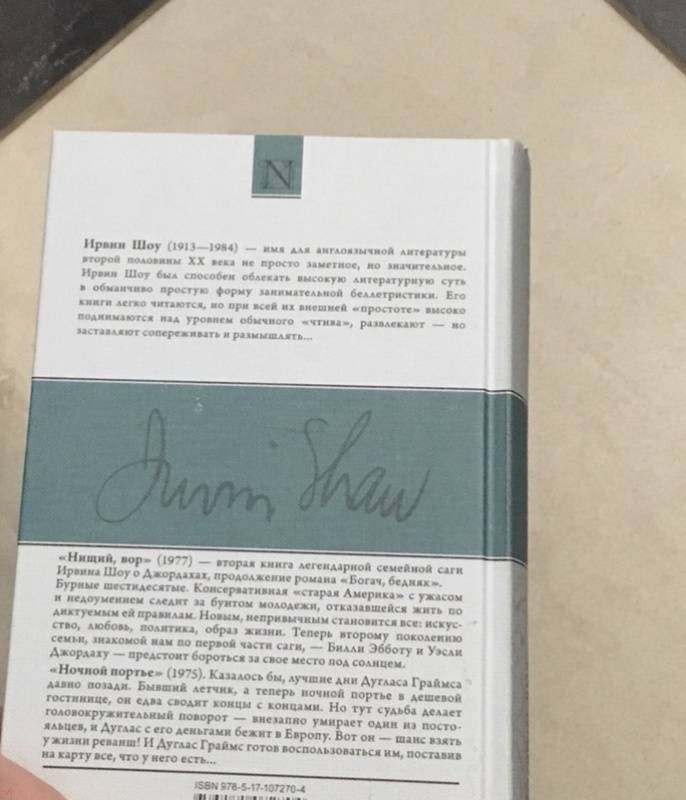 N
Ирвин Шоу (1913—1984) — имя для англоязычной литературы
второй половины XX века не просто заметное, но значительное.
Ирвин Шоу был способен облекать высокую литературную суть
в обманчиво простую форму занимательной беллетристики. Его
книги легко читаются, но при всей их внешней «простоте» высоко
поднимаются над уровнем обычного «чтива», развлекают — но
заставляют сопереживать и размышлять...
Irwin Shaw
«Нищий, вор» (1977) — вторая книга легендарной семейной саги
Ирвина Шоу о Джордахах, продолжение романа «Богач, бедняк».
Бурные шестидесятые. Консервативная «старая Америка» с ужасом
и недоумением следит за бунтом молодежи, отказавшейся жить по
диктуемым ей правилам. Новым, непривычным становится все: искус-
ство, любовь, политика, образ жизни. Теперь второму поколению
семьи, знакомой нам по первой части саги, — Билли Эбботу и Уэсли
Джордаху — предстоит бороться за свое место под солнцем.
«Ночной портье» (1975). Казалось бы, лучшие дни Дугласа Граймса
давно позади. Бывший летчик, а теперь ночной портье в дешевой
гостинице, он едва сводит концы с концами. Но тут судьба делает
головокружительный поворот — внезапно умирает один из посто-
яльцев, и Дуглас с его деньгами бежит в Европу. Вот он — шанс взять
у жизни реванш! И Дуглас Граймс готов воспользоваться им, поставив
на карту все, что у него есть...
ISBN 978-5-17-107270-4